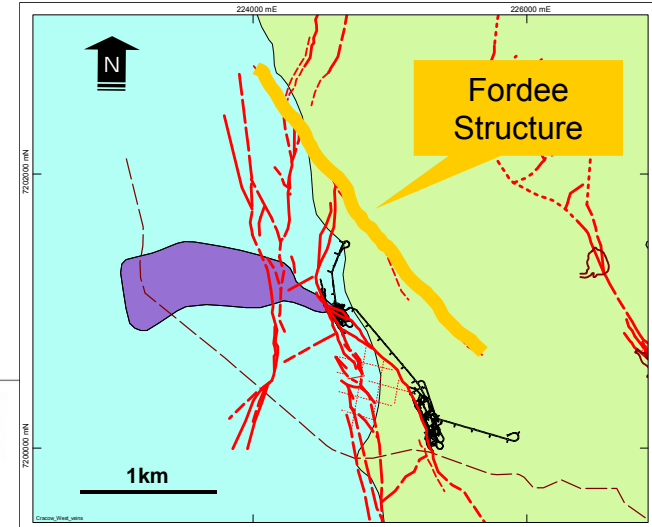 224000 mE
226000 mE
N
Fordee
Structure
7202000 mN
7200000 mN
1km
Cracow_West_veins